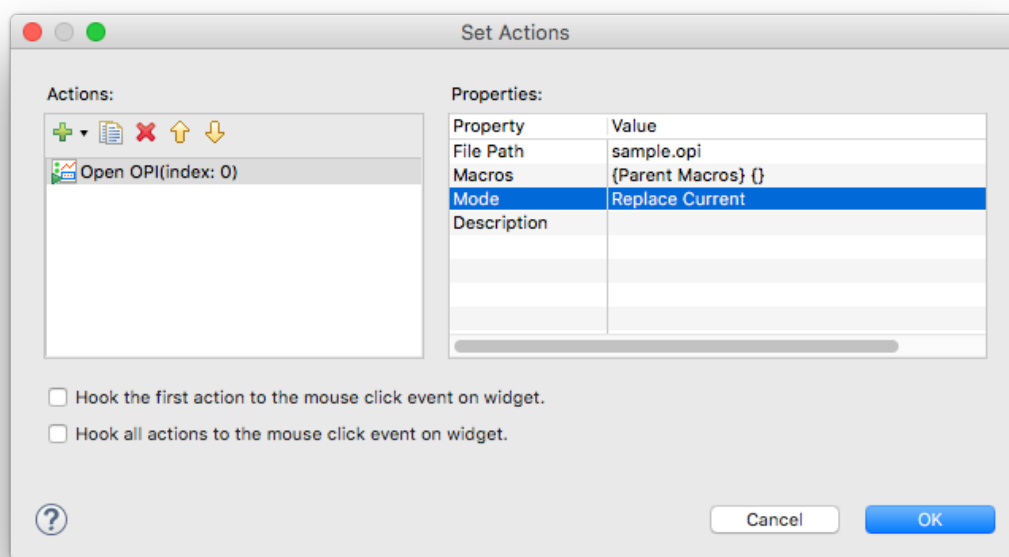 Set Actions
Actions:
Properties:
Property Value
File Path sample.opi
Macros {Parent Macros} {}
Mode Replace Current
Description
Open OPI(index: 0)
Hook the first action to the mouse click event on widget.
Hook all actions to the mouse click event on widget.
?
Cancel
OK